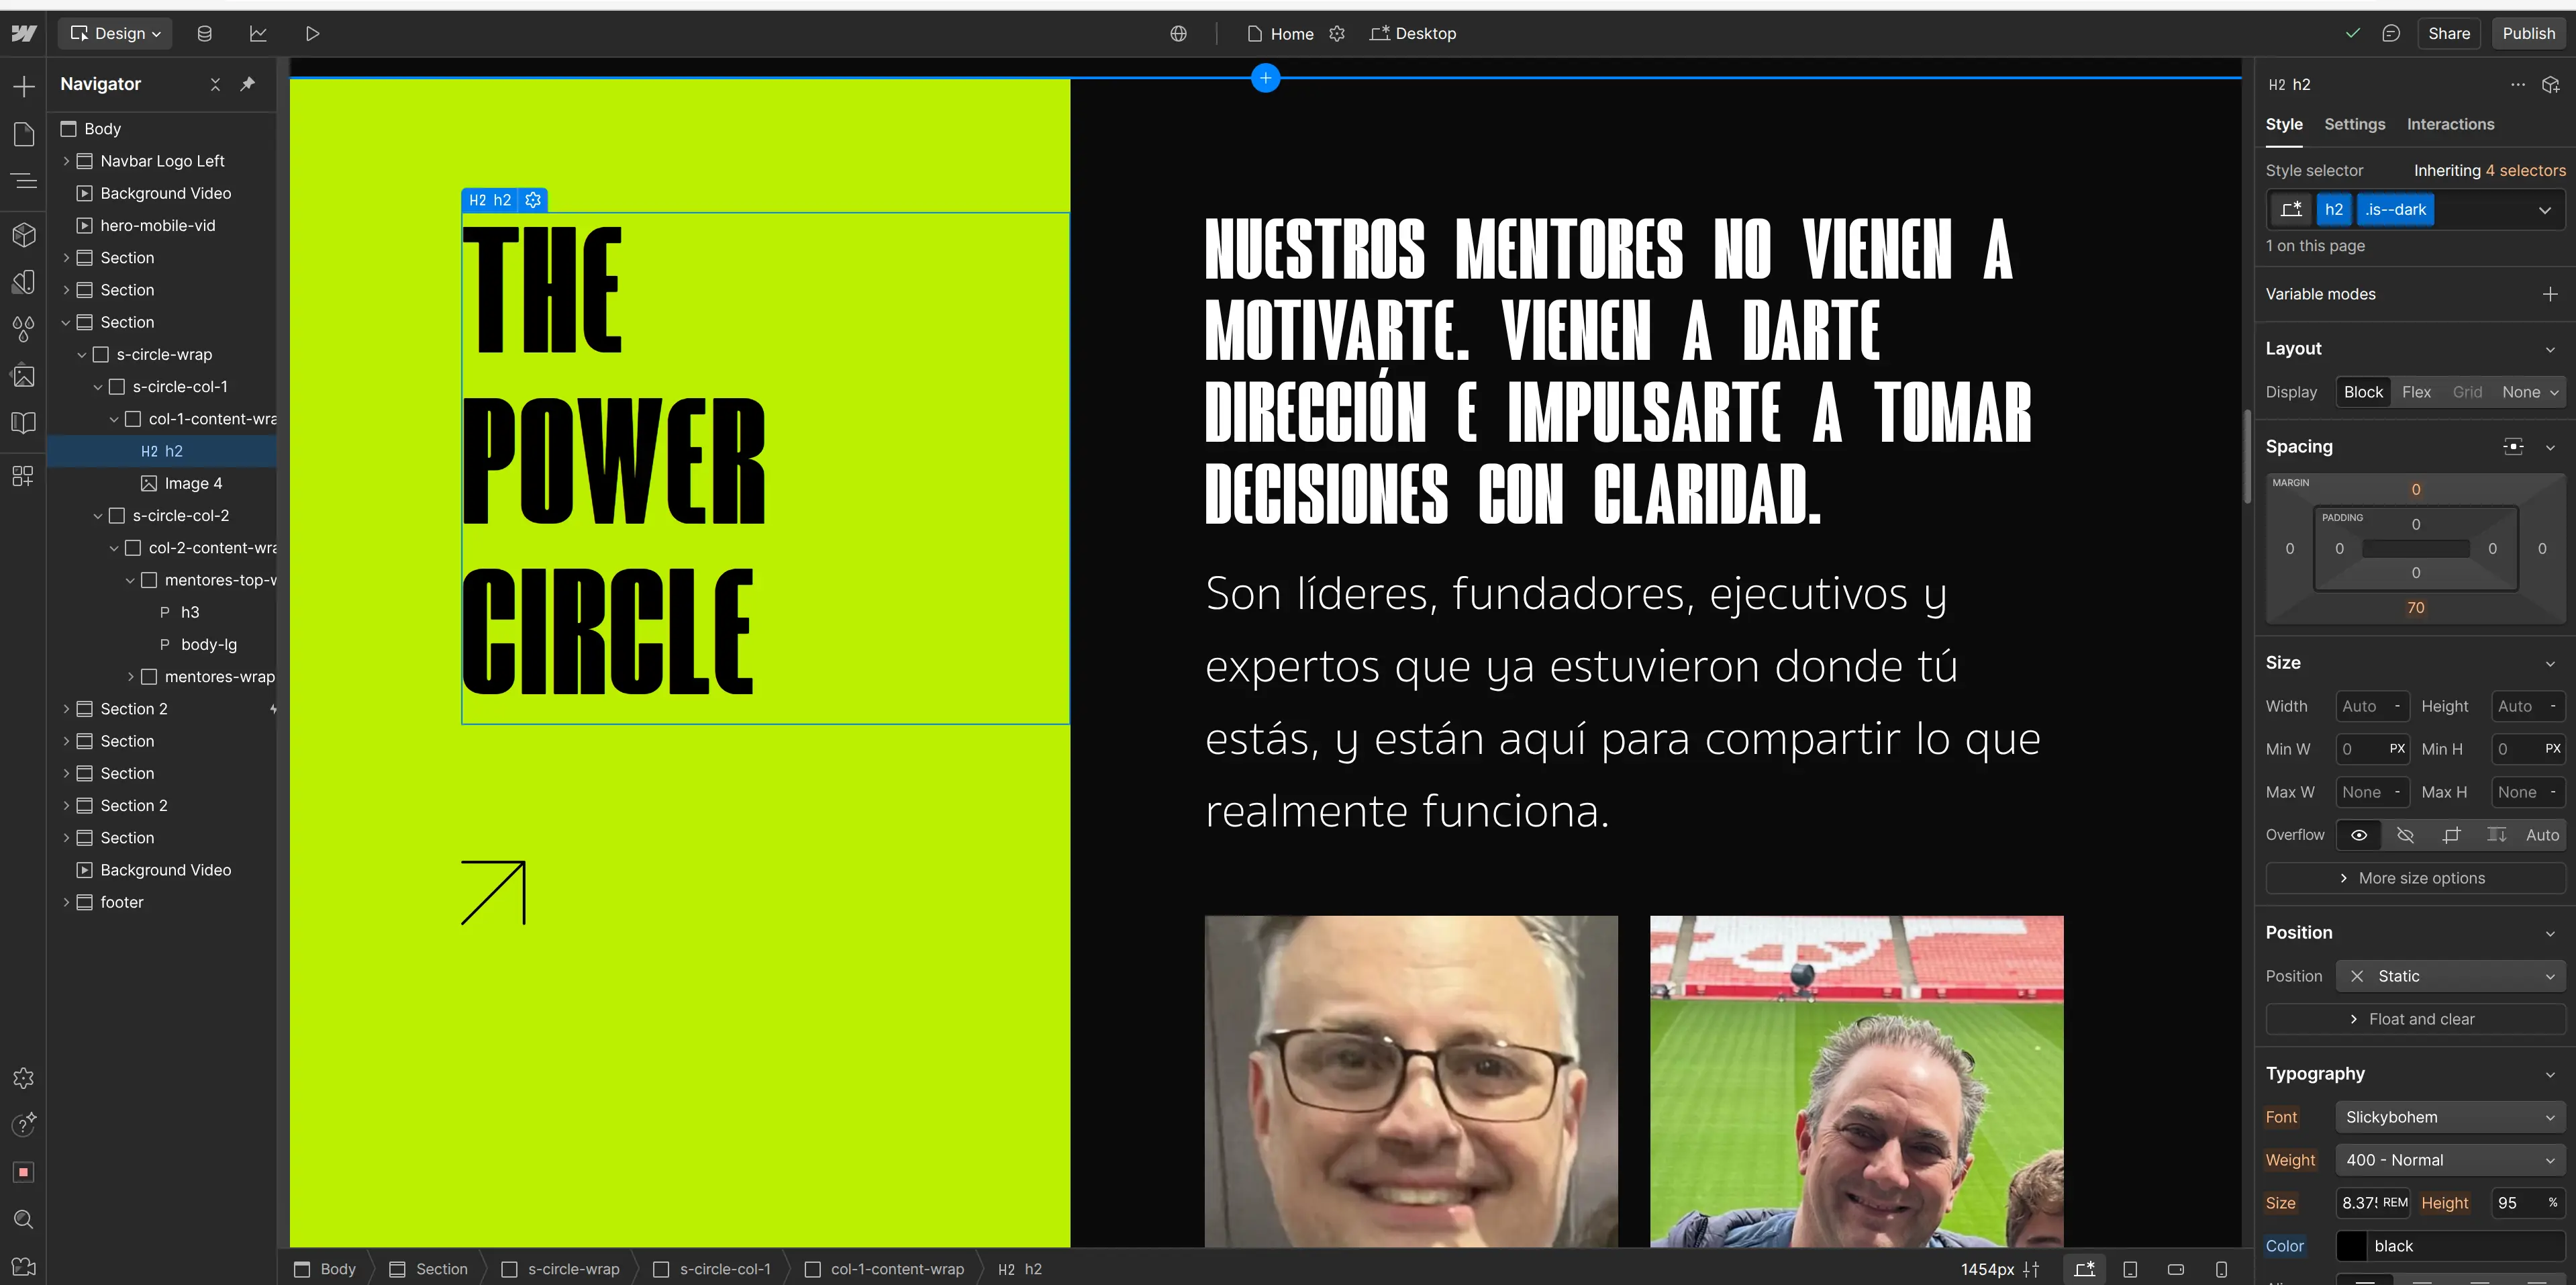 Design
Home
Desktop
Share
Publish
Navigator
Body
Navbar Logo Left
Background Video
hero-mobile-vid
Section
Section
Section
s-circle-wrap
s-circle-col-1
col-1-content-wra
H2 h2
Image 4
s-circle-col-2
col-2-content-wra
mentores-top-w
P h3
P body-lg
mentores-wrap
Section 2
Section
Section
Section 2
Section
Background Video
footer
H2 h2
THE
POWER
CIRCLE
NUESTROS MENTORES NO VIENEN A
MOTIVARTE. VIENEN A DARTE
DIRECCIÓN E IMPULSARTE A TOMAR
DECISIONES CON CLARIDAD.
Son líderes, fundadores, ejecutivos y
expertos que ya estuvieron donde tú
estás, y están aquí para compartir lo que
realmente funciona.
H2 h2
Style Settings Interactions
Style selector Inheriting 4 selectors
h2 .is--dark
1 on this page
Variable modes
Layout
Display Block Flex Grid None
Spacing
MARGIN
0
PADDING
0
0 0 0 0
0
70
Size
Width Auto - Height Auto -
Min W 0 PX Min H 0 PX
Max W None - Max H None -
Overflow Auto
More size options
Position
Position Static
Float and clear
Typography
Font Slickybohem
Weight 400 - Normal
Size 8.375 REM Height 95 %
Color black
Body Section s-circle-wrap s-circle-col-1 col-1-content-wrap H2 h2
1454px